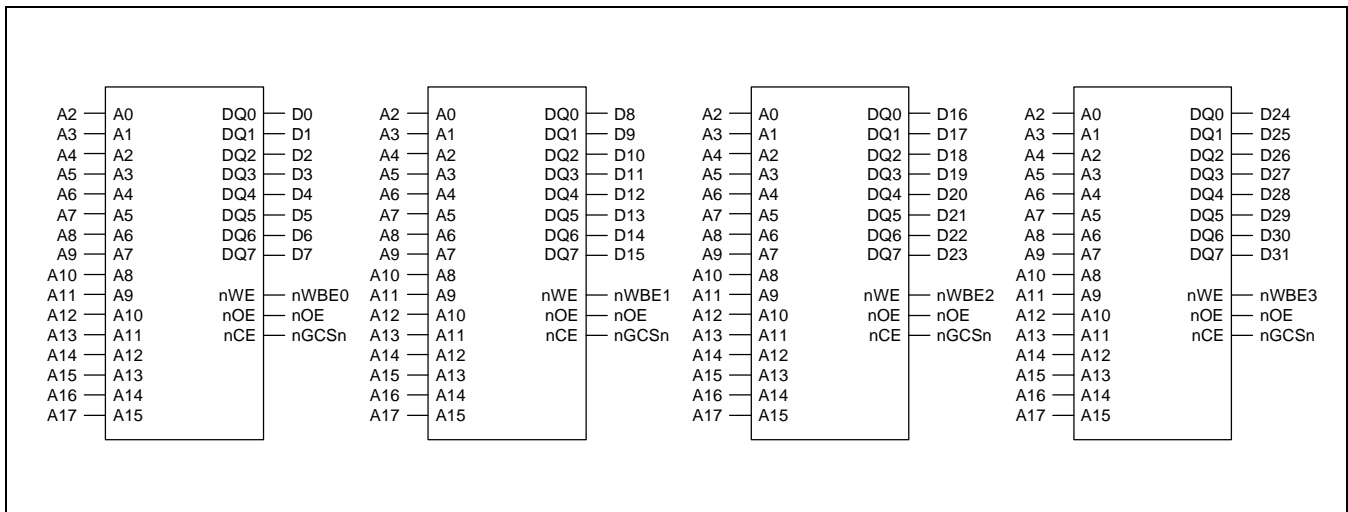 A2 A0 DQ0 D0 A2 A0 DQ0 D8 A2 A0 DQ0 D16 A2 A0 DQ0 D24
A3 A1 DQ1 D1 A3 A1 DQ1 D9 A3 A1 DQ1 D17 A3 A1 DQ1 D25
A4 A2 DQ2 D2 A4 A2 DQ2 D10 A4 A2 DQ2 D18 A4 A2 DQ2 D26
A5 A3 DQ3 D3 A5 A3 DQ3 D11 A5 A3 DQ3 D19 A5 A3 DQ3 D27
A6 A4 DQ4 D4 A6 A4 DQ4 D12 A6 A4 DQ4 D20 A6 A4 DQ4 D28
A7 A5 DQ5 D5 A7 A5 DQ5 D13 A7 A5 DQ5 D21 A7 A5 DQ5 D29
A8 A6 DQ6 D6 A8 A6 DQ6 D14 A8 A6 DQ6 D22 A8 A6 DQ6 D30
A9 A7 DQ7 D7 A9 A7 DQ7 D15 A9 A7 DQ7 D23 A9 A7 DQ7 D31
A10 A8 A10 A8 A10 A8 A10 A8
A11 A9 nWE nWBE0 A11 A9 nWE nWBE1 A11 A9 nWE nWBE2 A11 A9 nWE nWBE3
A12 A10 nOE nOE A12 A10 nOE nOE A12 A10 nOE nOE A12 A10 nOE nOE
A13 A11 nCE nGCSn A13 A11 nCE nGCSn A13 A11 nCE nGCSn A13 A11 nCE nGCSn
A14 A12 A14 A12 A14 A12 A14 A12
A15 A13 A15 A13 A15 A13 A15 A13
A16 A14 A16 A14 A16 A14 A16 A14
A17 A15 A17 A15 A17 A15 A17 A15